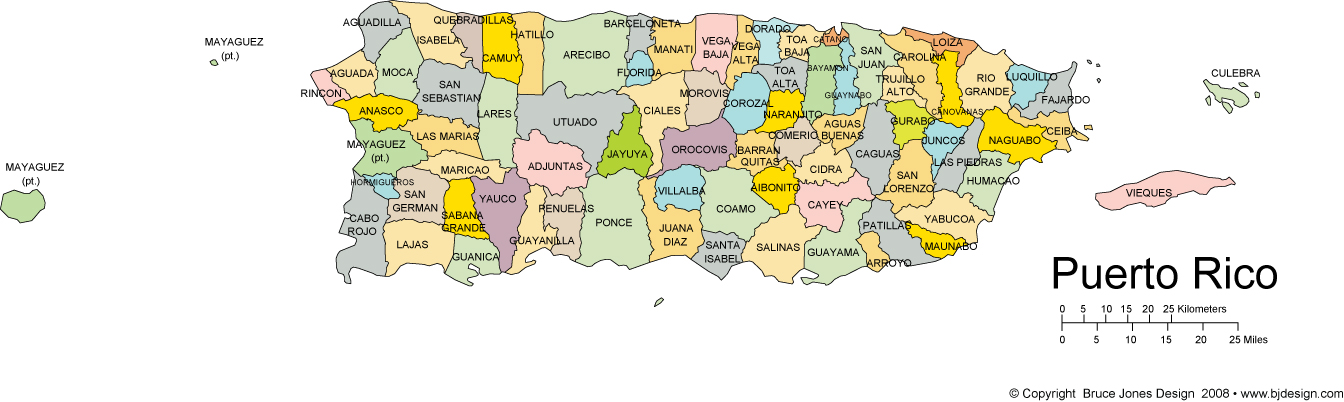 AGUADILLA
QUEBRADILLAS
ISABELA
CAMUY
HATILLO
ARECIBO
BARCELONETA
MANATI
VEGA
BAJA
VEGA
ALTA
DORADO
TOA
BAJA
CATAÑO
SAN
JUAN
CAROLINA
LOIZA
MAYAGUEZ
(pt.)
AGUADA
MOCA
SAN
SEBASTIAN
FLORIDA
TOA
ALTA
BAYAMON
GUAYNABO
TRUJILLO
ALTO
RIO
GRANDE
LUQUILLO
FAJARDO
CULEBRA
RINCON
ANASCO
LARES
UTUADO
CIALES
MOROVIS
COROZAL
NARANJITO
CANOVANAS
LAS MARIAS
JAYUYA
OROCOVIS
COMERIO
AGUAS
BUENAS
GURABO
JUNCOS
NAGUABO
CEIBA
MAYAGUEZ
(pt.)
MAYAGUEZ
(pt.)
MARICAO
ADJUNTAS
BARRAN
QUITAS
CIDRA
CAGUAS
LAS PIEDRAS
SAN
LORENZO
HUMACAO
HORMIGUEROS
SAN
GERMAN
SABANA
GRANDE
YAUCO
PENUELAS
VILLALBA
AIBONITO
CAYEY
VIEQUES
CABO
ROJO
LAJAS
GUANICA
GUAYANILLA
PONCE
JUANA
DIAZ
COAMO
SANTA
ISABEL
SALINAS
GUAYAMA
PATILLAS
ARROYO
YABUCOA
MAUNABO
Puerto Rico
0 5 10 15 20 25 Kilometers
0 5 10 15 20 25 Miles
© Copyright Bruce Jones Design 2008 • www.bjdesign.com